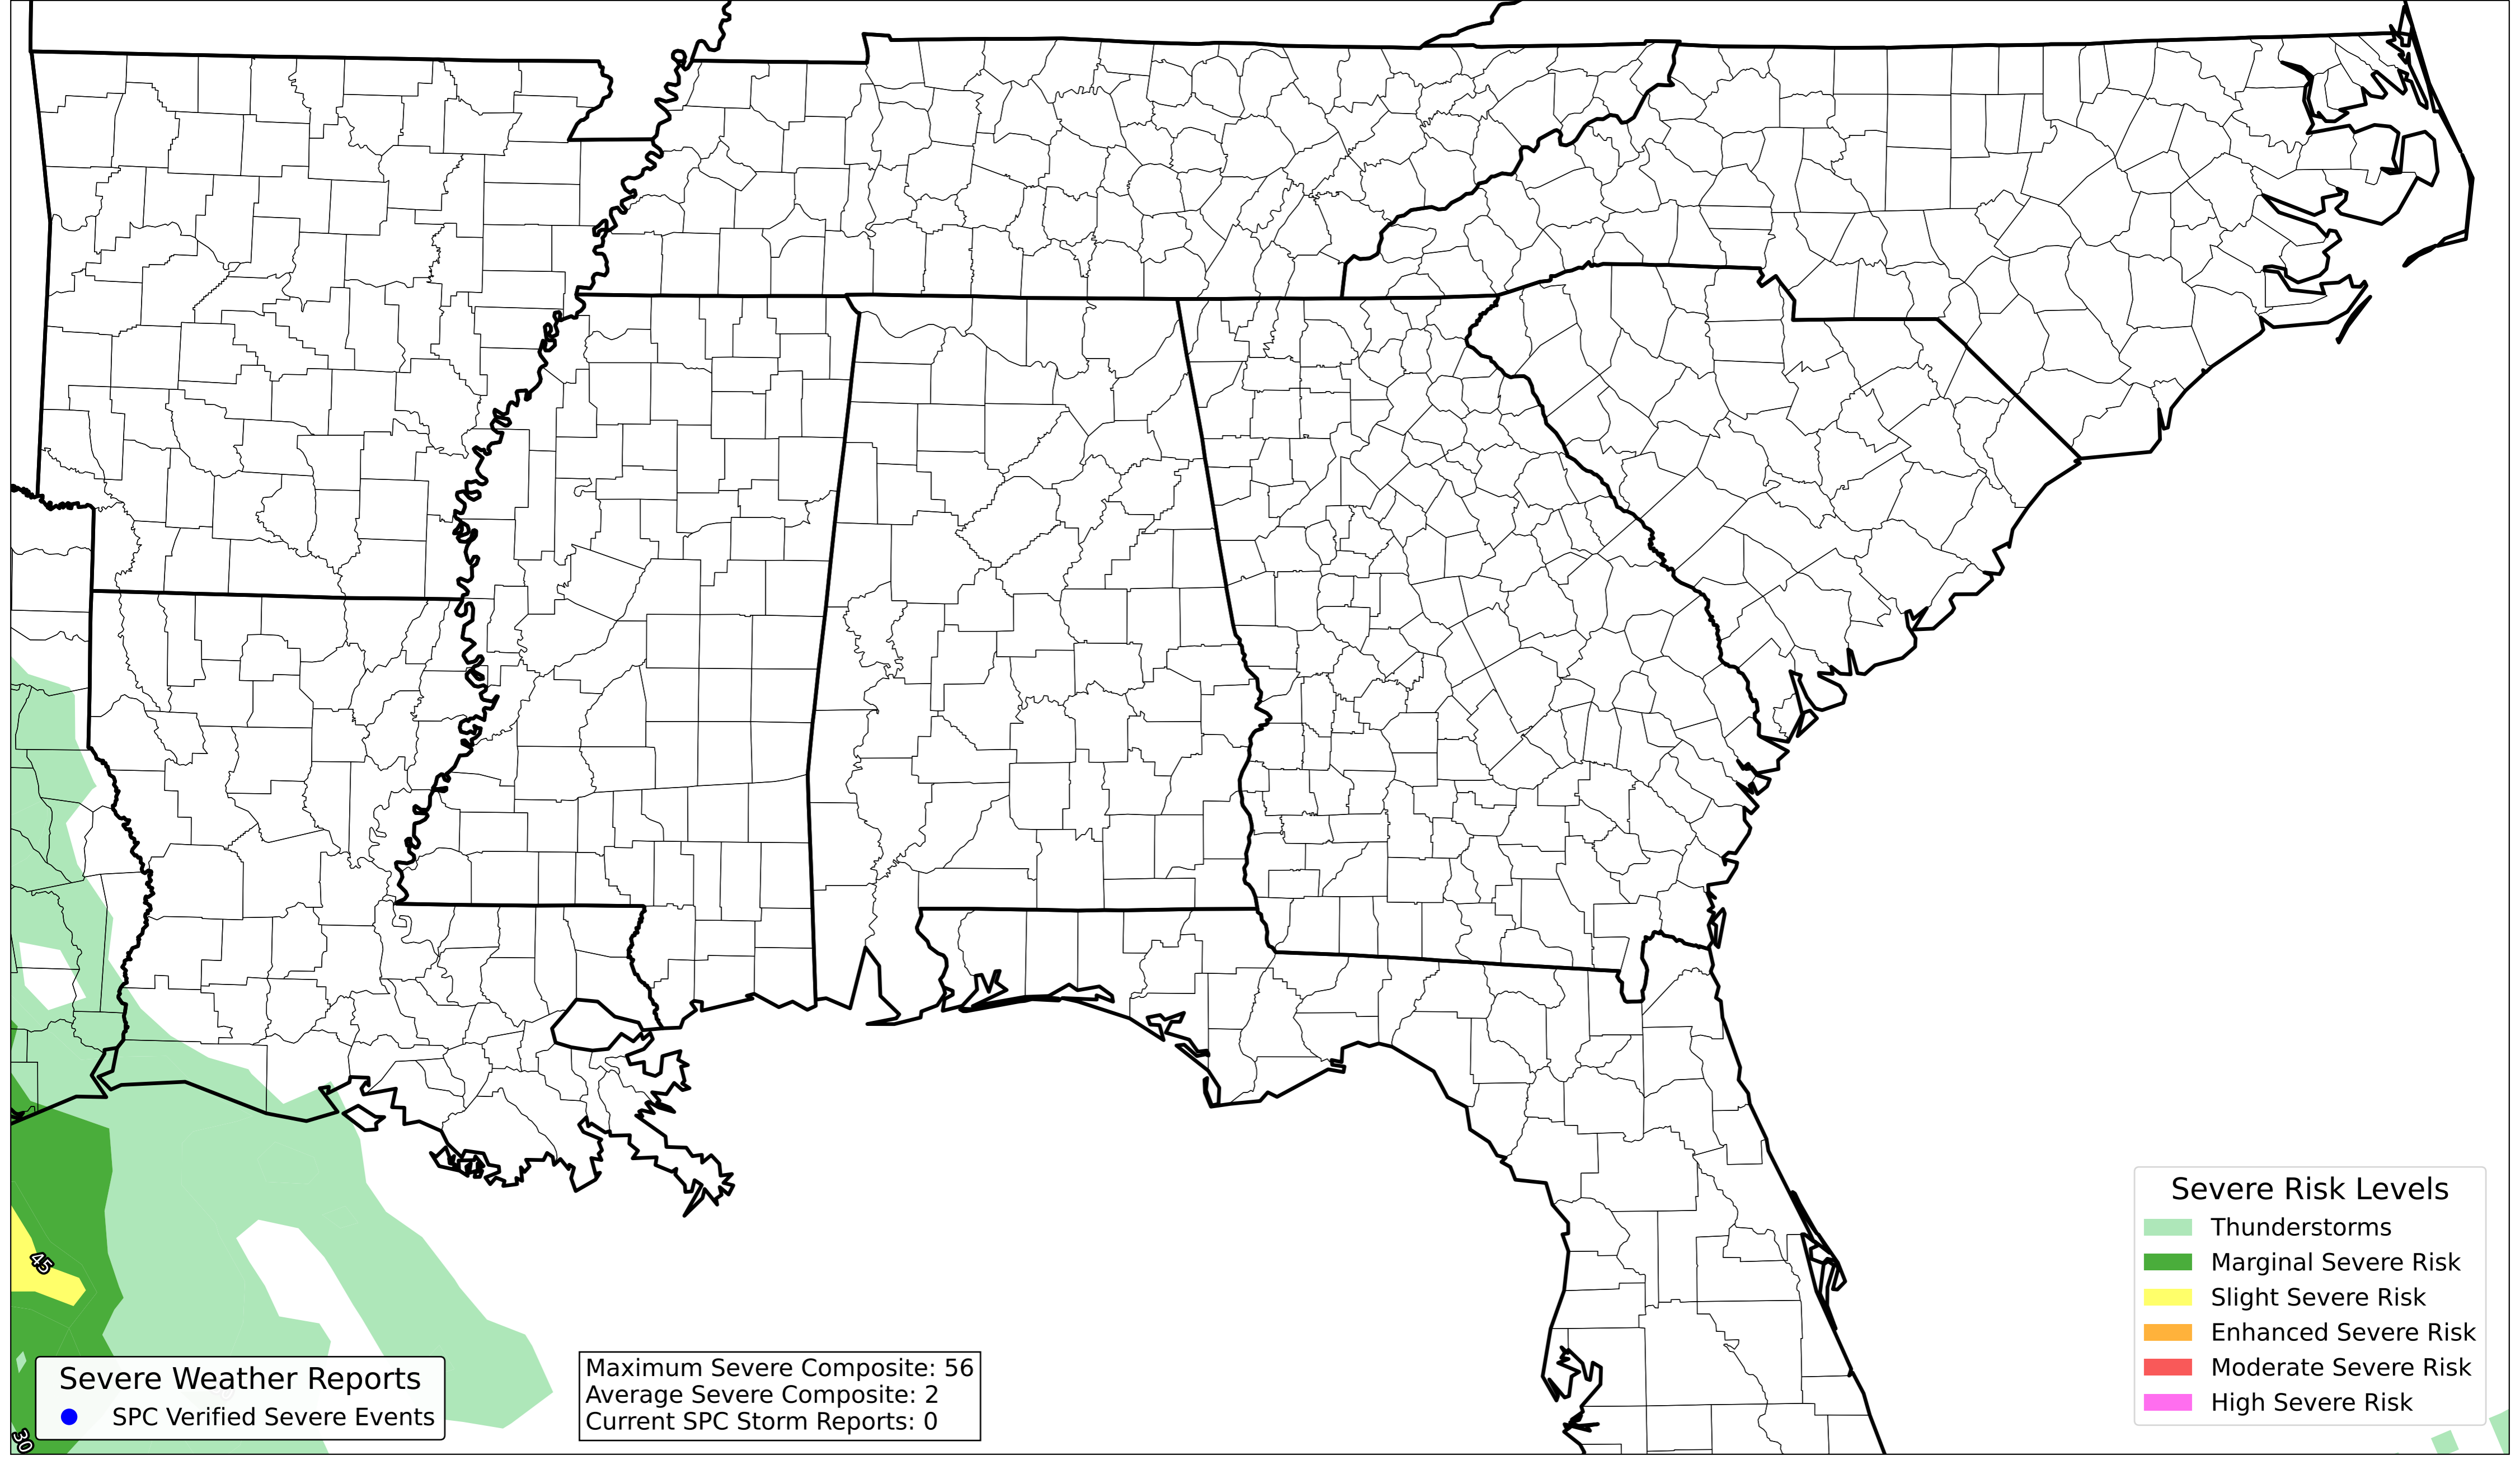 45
30
Severe Weather Reports
SPC Verified Severe Events
Maximum Severe Composite: 56
Average Severe Composite: 2
Current SPC Storm Reports: 0
Severe Risk Levels
Thunderstorms
Marginal Severe Risk
Slight Severe Risk
Enhanced Severe Risk
Moderate Severe Risk
High Severe Risk